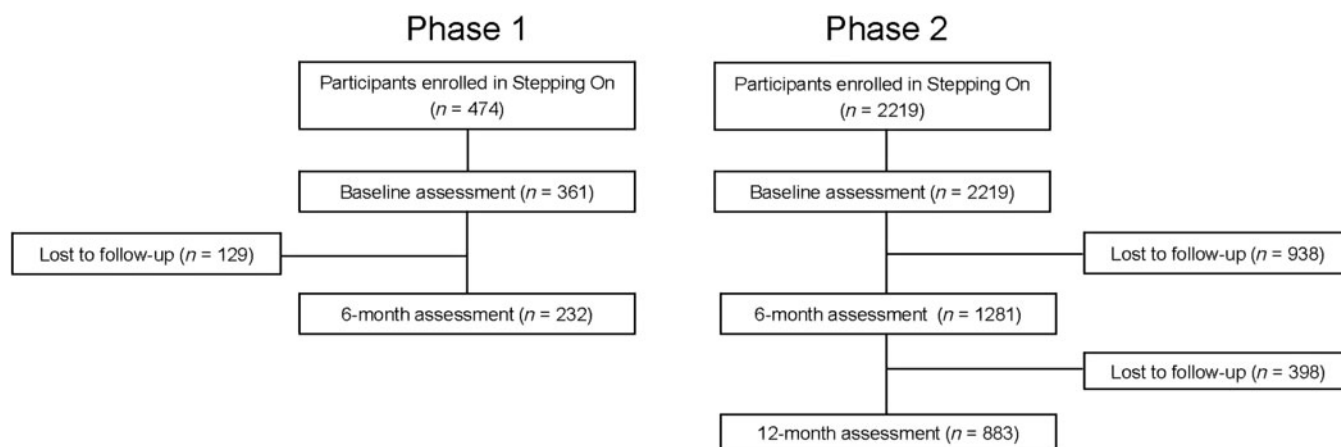 Phase 1
Participants enrolled in Stepping On
(n = 474)
Baseline assessment (n = 361)
Lost to follow-up (n = 129)
6-month assessment (n = 232)
Phase 2
Participants enrolled in Stepping On
(n = 2219)
Baseline assessment (n = 2219)
Lost to follow-up (n = 938)
6-month assessment (n = 1281)
Lost to follow-up (n = 398)
12-month assessment (n = 883)